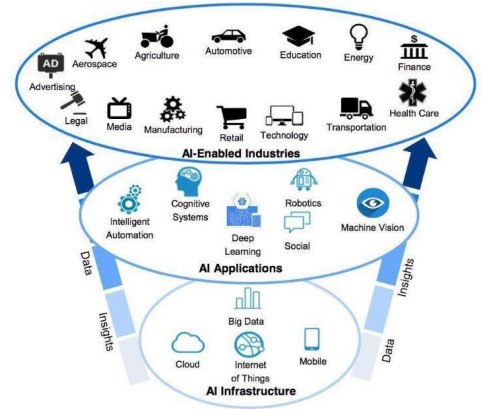 AD
Advertising
Aerospace
Agriculture
Automotive
Education
Energy
$
Finance
Legal
Media
Manufacturing
Retail
Technology
Transportation
Health Care
AI-Enabled Industries
Intelligent
Automation
Cognitive
Systems
Deep
Learning
Robotics
Social
Machine Vision
AI Applications
Data
Insights
Insights
Data
Big Data
Cloud
Internet
of Things
Mobile
AI Infrastructure